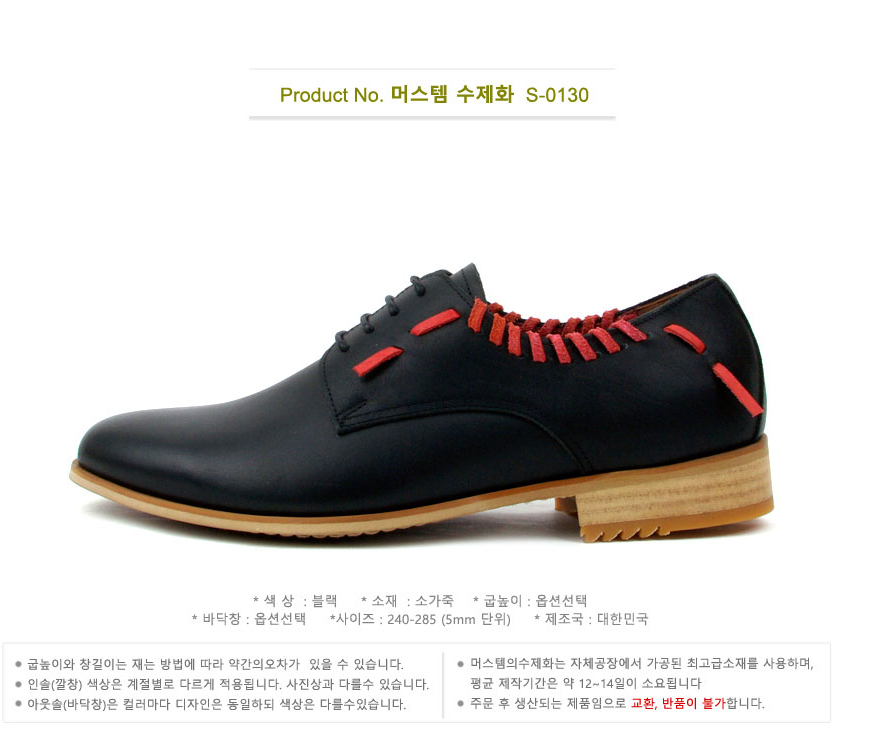 Product No. 머스템 수제화 S-0130
* 색 상 : 블랙 * 소재 : 소가죽 * 굽높이 : 옵션선택
* 바닥창 : 옵션선택 *사이즈 : 240-285 (5mm 단위) * 제조국 : 대한민국
굽높이와 창길이는 재는 방법에 따라 약간의오차가 있을 수 있습니다.
인솔(깔창) 색상은 계절별로 다르게 적용됩니다. 사진상과 다를수 있습니다.
아웃솔(바닥창)은 컬러마다 디자인은 동일하되 색상은 다를수있습니다.
머스템의수제화는 자체공장에서 가공된 최고급소재를 사용하며,
평균 제작기간은 약 12~14일이 소요됩니다
주문 후 생산되는 제품임으로 교환, 반품이 불가합니다.